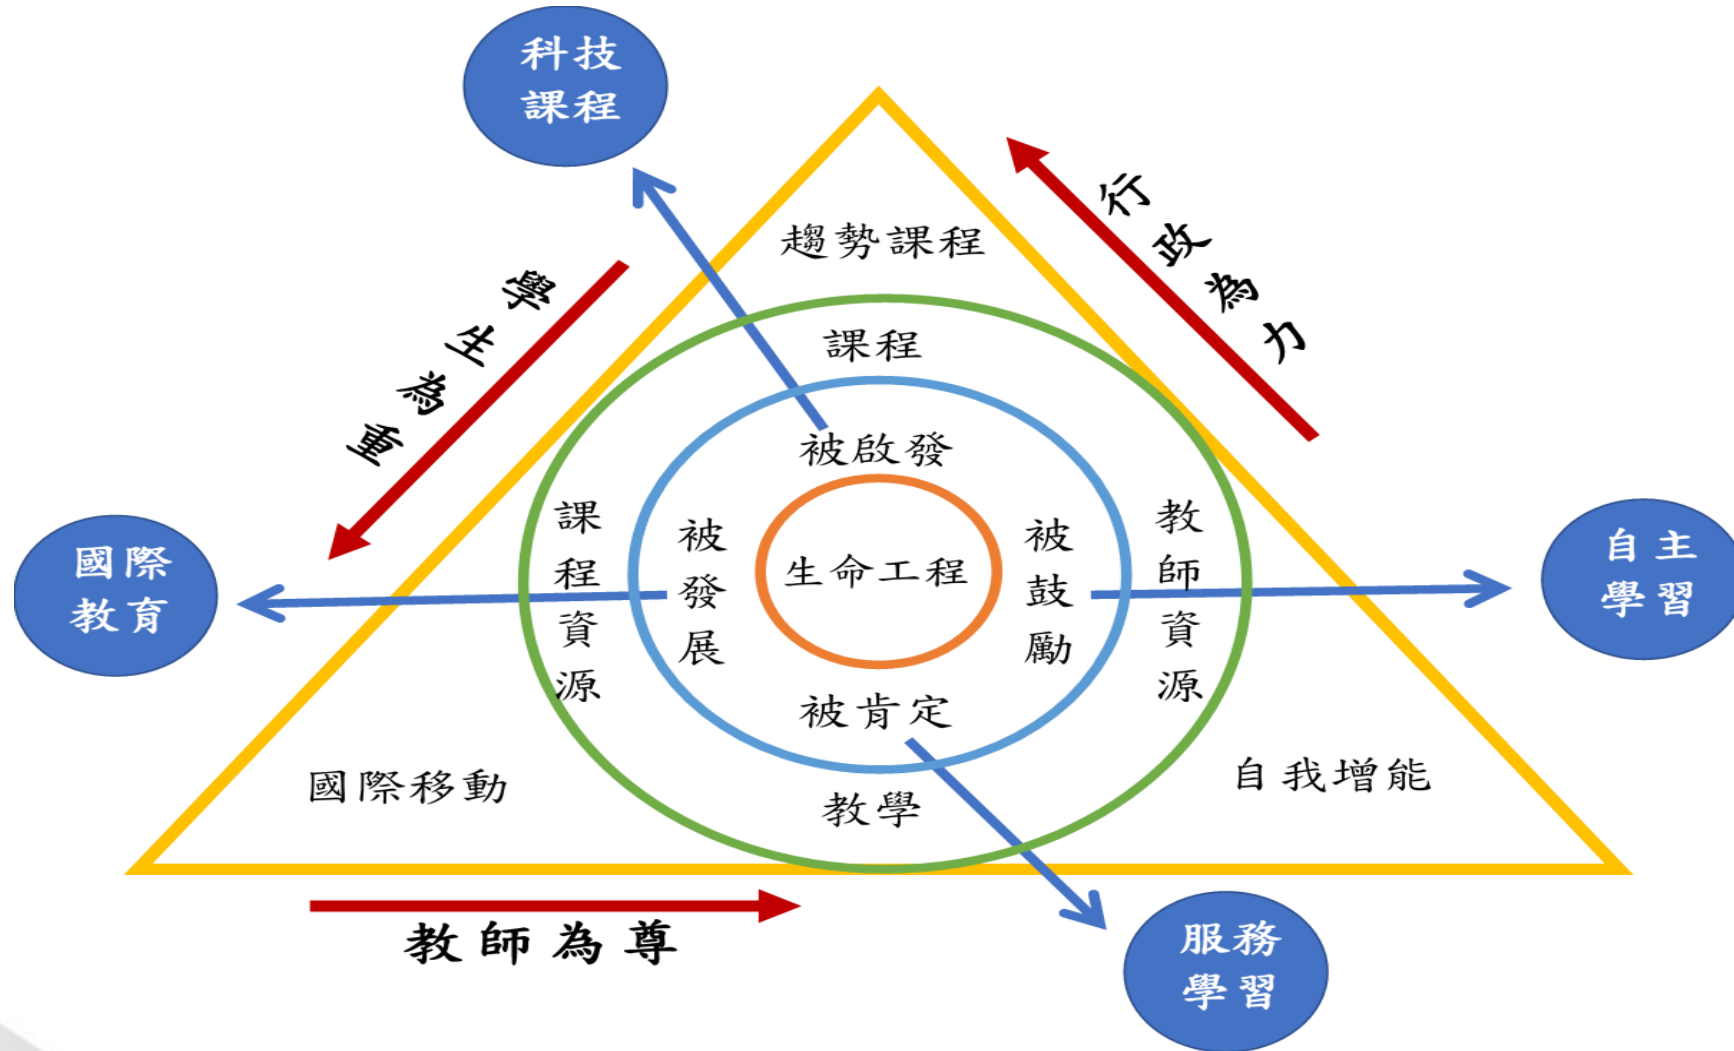 科技
課程
行政為力
趨勢課程
學生為重
課程
被啟發
課程資源
被發展
生命工程
被鼓勵
教師資源
國際
教育
自主
學習
被肯定
國際移動
教學
自我增能
教師為尊
服務
學習